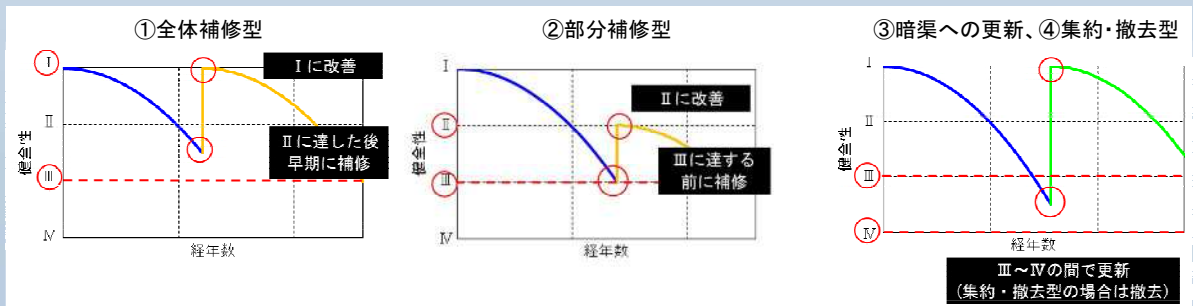 ①全体補修型
Ⅰ
Ⅰに改善
Ⅱ
健全性
Ⅱに達した後
早期に補修
Ⅲ
Ⅳ
経年数
②部分補修型
Ⅰ
Ⅱに改善
Ⅱ
健全性
Ⅲに達する
前に補修
Ⅲ
Ⅳ
経年数
③暗渠への更新、④集約・撤去型
Ⅰ
Ⅱ
健全性
Ⅲ
Ⅳ
経年数
Ⅲ～Ⅳの間で更新
(集約・撤去型の場合は撤去)